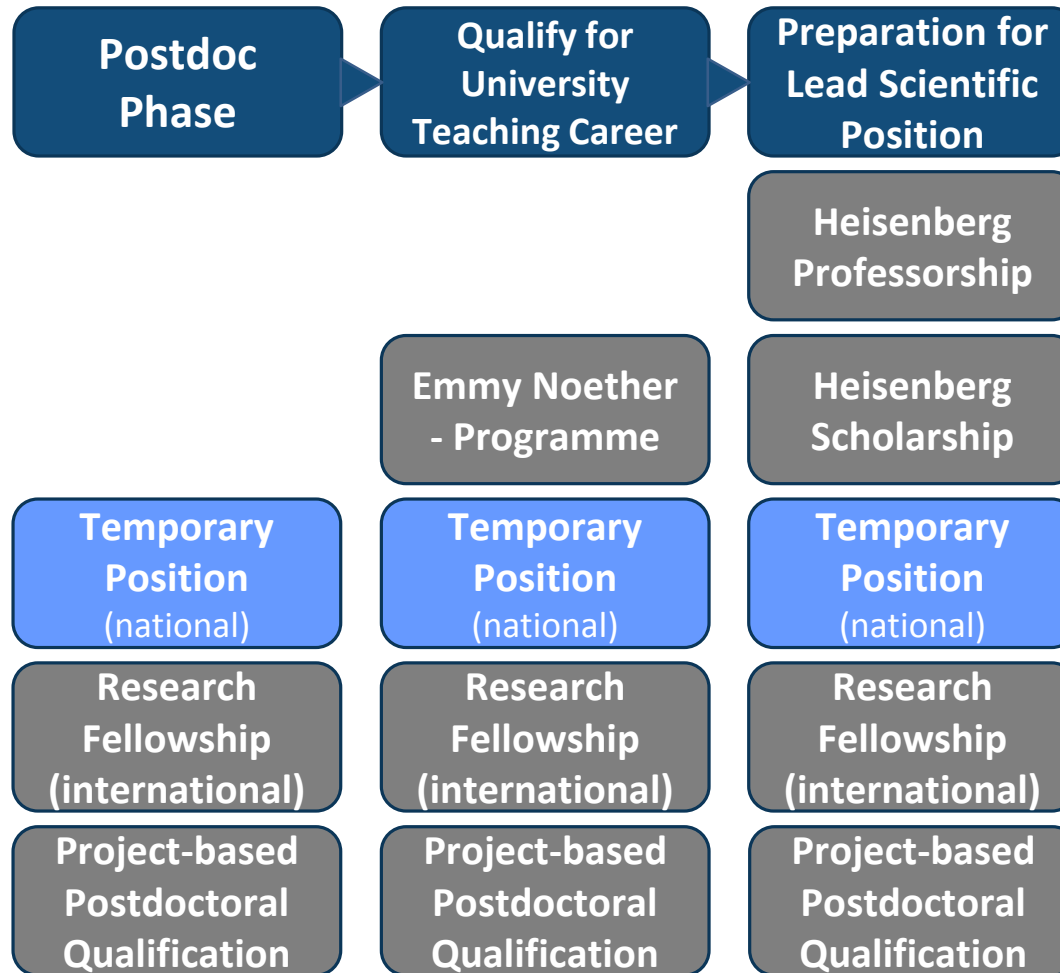 Postdoc
Phase
Qualify for
University
Teaching Career
Preparation for
Lead Scientific
Position
Heisenberg
Professorship
Emmy Noether
- Programme
Heisenberg
Scholarship
Temporary
Position
(national)
Temporary
Position
(national)
Temporary
Position
(national)
Research
Fellowship
(international)
Research
Fellowship
(international)
Research
Fellowship
(international)
Project-based
Postdoctoral
Qualification
Project-based
Postdoctoral
Qualification
Project-based
Postdoctoral
Qualification